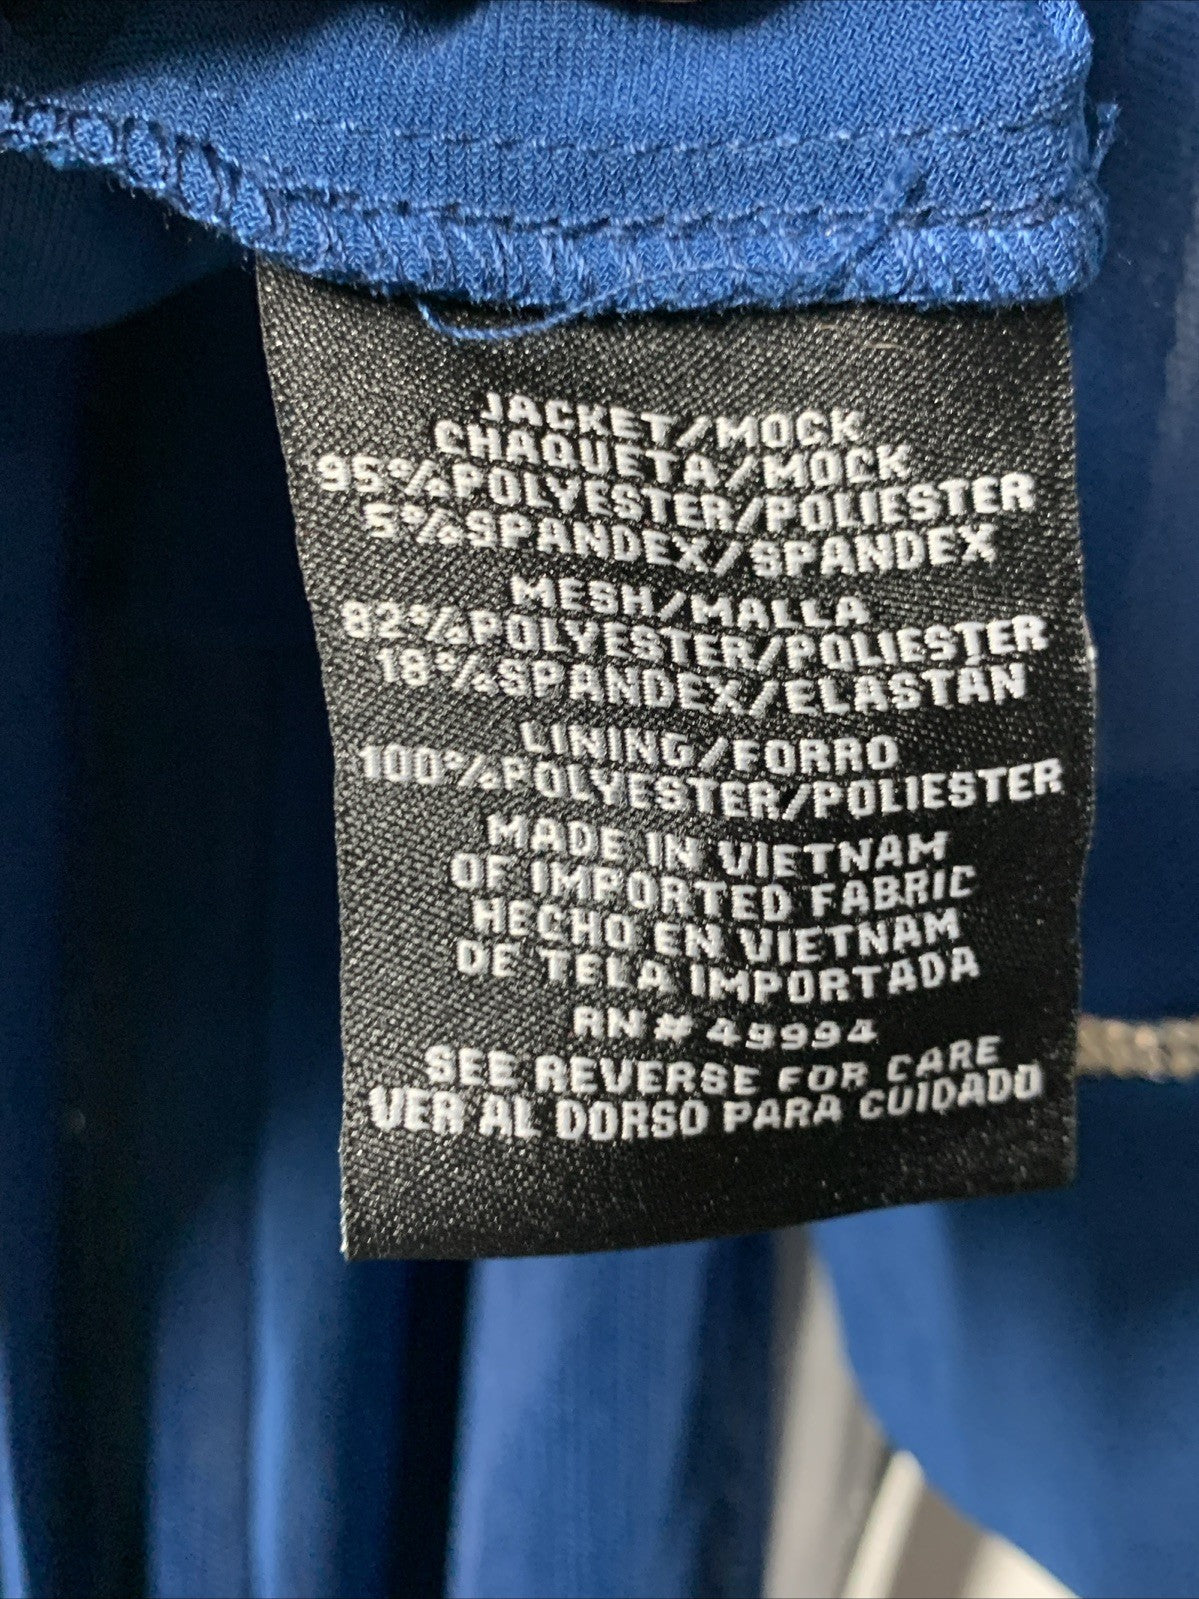 JACKET/MOCK
CHAQUETA/MOCK
95%POLYESTER/POLIESTER
5%SPANDEX/SPANDEX
MESH/MALLA
82%POLYESTER/POLIESTER
18%SPANDEX/ELASTÁN
LINING/FORRO
100%POLYESTER/POLIESTER
MADE IN VIETNAM
OF IMPORTED FABRIC
HECHO EN VIETNAM
DE TELA IMPORTADA
RN# 49994
SEE REVERSE FOR CARE
VER AL DORSO PARA CUIDADO